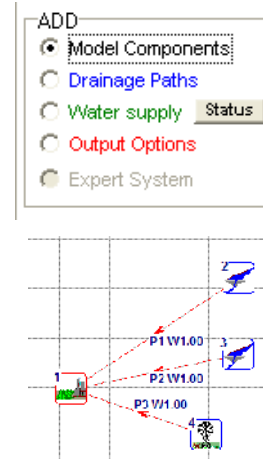 ADD
Model Components
Drainage Paths
Water supply Status
Output Options
Expert System
2
P1 W1.00 3
1 P2 W1.00
P3 W1.00
4